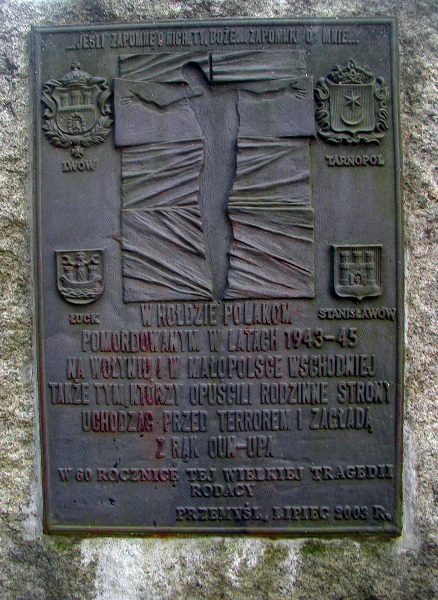 ...JEŚLI ZAPOMNĘ O NICH, TY, BOŻE... ZAPOMNIJ O MNIE...
LWÓW
TARNOPOL
ŁUCK
STANISŁAWÓW
W HOŁDZIE POLAKOM
POMORDOWANYM W LATACH 1943-45
NA WOŁYNIU I W MAŁOPOLSCE WSCHODNIEJ
TAKŻE TYM, KTÓRZY OPUŚCILI RODZINNE STRONY
UCHODZĄC PRZED TERROREM I ZAGŁADĄ
Z RĄK OUN-UPA
W 60 ROCZNICĘ TEJ WIELKIEJ TRAGEDII
RODACY
PRZEMYŚL, LIPIEC 2003 R.